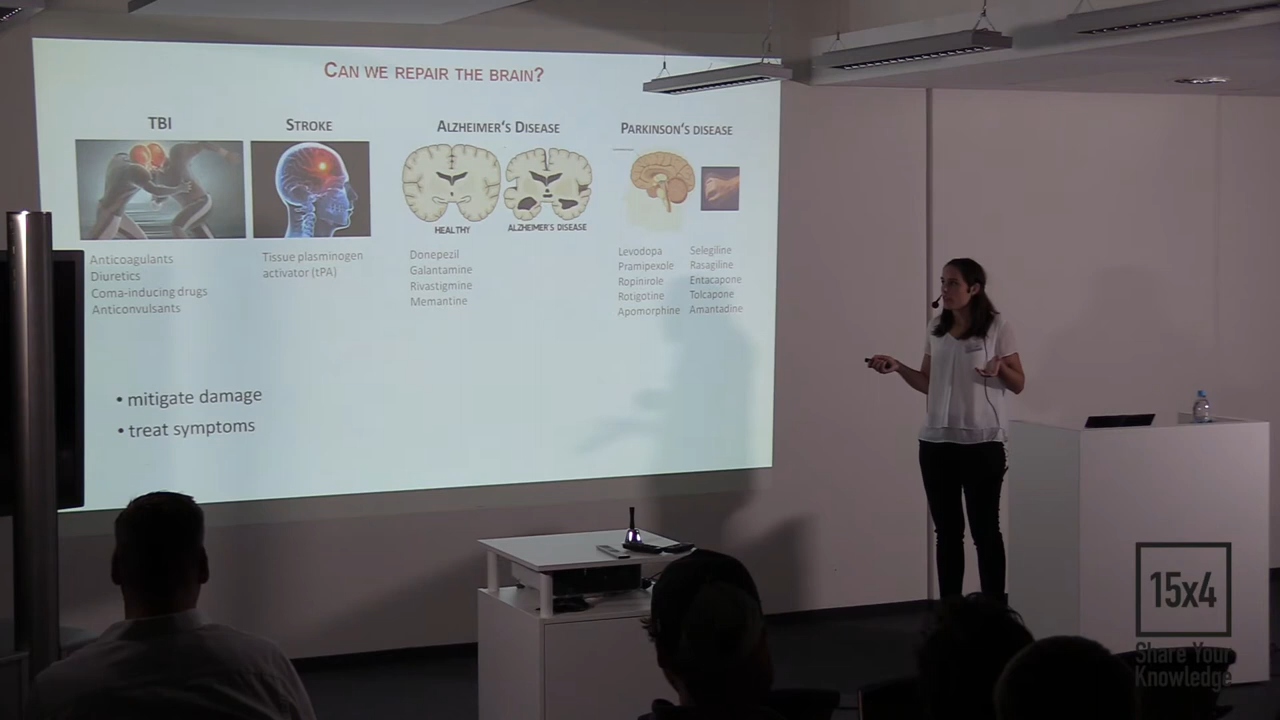 CAN WE REPAIR THE BRAIN?
TBI
STROKE
ALZHEIMER'S DISEASE
PARKINSON'S DISEASE
HEALTHY
ALZHEIMER'S DISEASE
Anticoagulants
Diuretics
Coma-inducing drugs
Anticonvulsants
Tissue plasminogen
activator (tPA)
Donepezil
Galantamine
Rivastigmine
Memantine
Levodopa
Pramipexole
Ropinirole
Rotigotine
Apomorphine
Selegiline
Rasagiline
Entacapone
Tolcapone
Amantadine
• mitigate damage
• treat symptoms
15x4
Share Your
Knowledge